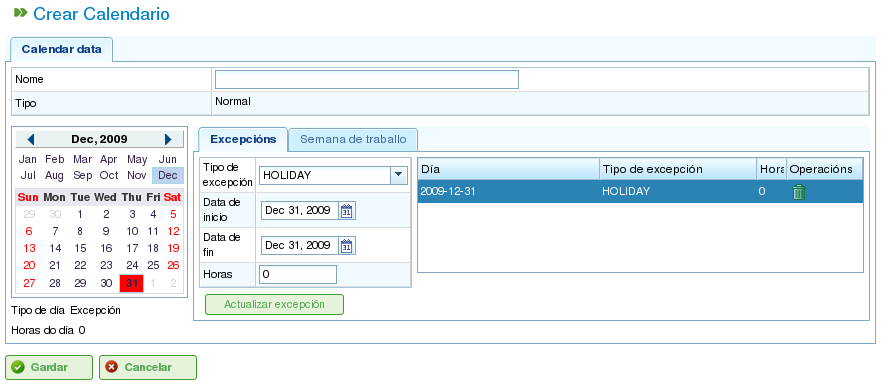 Crear Calendario
Calendar data
Nome
Tipo Normal
Dec, 2009
Jan Feb Mar Apr May Jun
Jul Aug Sep Oct Nov Dec
Sun Mon Tue Wed Thu Fri Sat
29 30 1 2 3 4 5
6 7 8 9 10 11 12
13 14 15 16 17 18 19
20 21 22 23 24 25 26
27 28 29 30 31 1 2
Tipo de día Excepción
Horas do día 0
Excepcións Semana de traballo
Tipo de
excepción HOLIDAY
Data de
inicio Dec 31, 2009
Data de
fin Dec 31, 2009
Horas 0
Actualizar excepción
Día Tipo de excepción Hora Operacións
2009-12-31 HOLIDAY 0
Gardar Cancelar